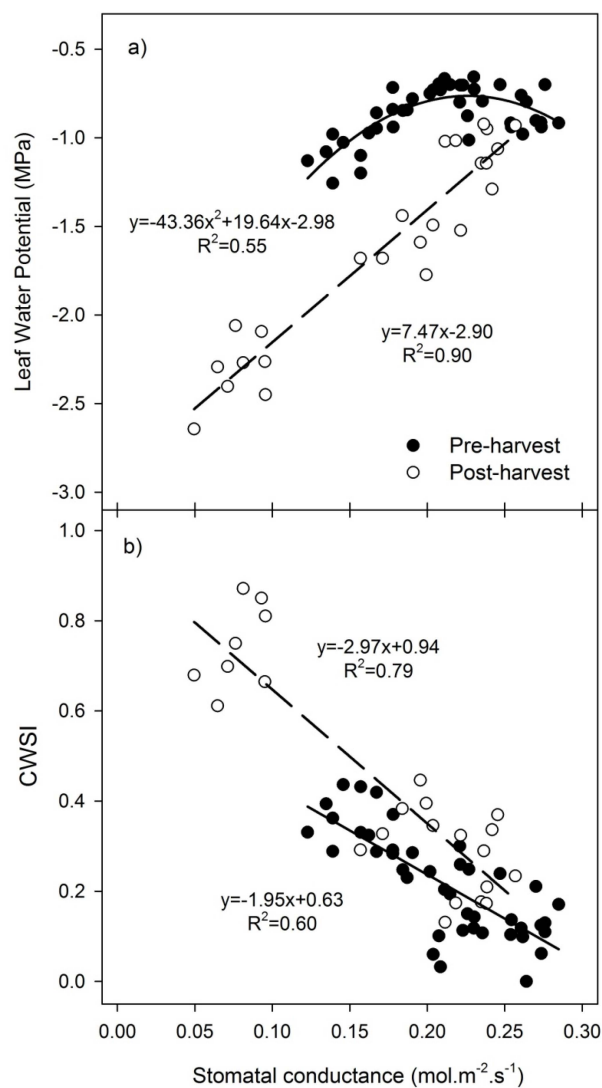 a)
Leaf Water Potential (MPa)
-0.5
-1.0
-1.5
-2.0
-2.5
-3.0
y=-43.36x²+19.64x-2.98
R²=0.55
y=7.47x-2.90
R²=0.90
Pre-harvest
Post-harvest
b)
CWSI
1.0
0.8
0.6
0.4
0.2
0.0
y=-2.97x+0.94
R²=0.79
y=-1.95x+0.63
R²=0.60
0.00 0.05 0.10 0.15 0.20 0.25 0.30
Stomatal conductance (mol.m⁻².s⁻¹)